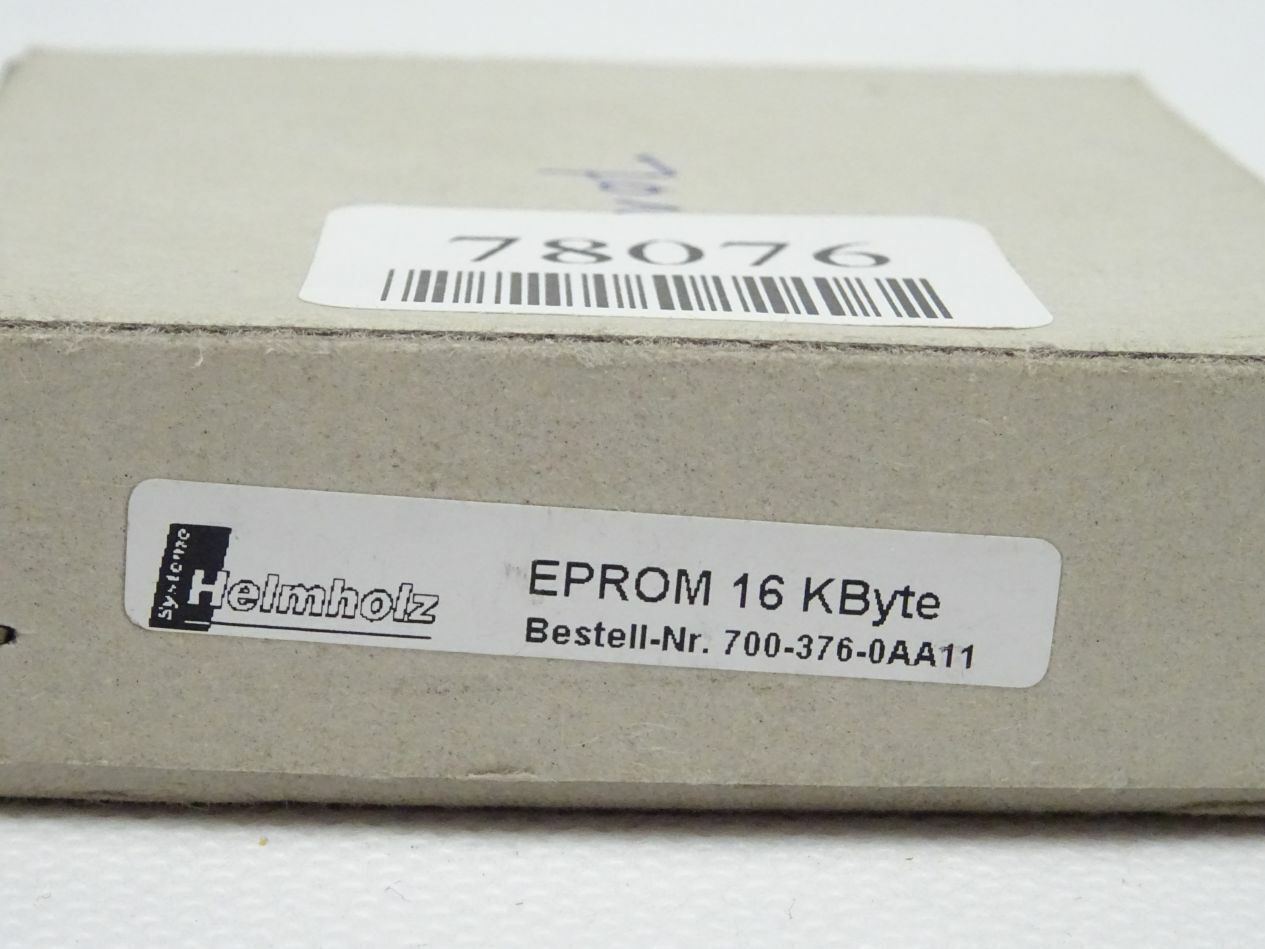 78076
Systeme
Helmholz
EPROM 16 KByte
Bestell-Nr. 700-376-0AA11